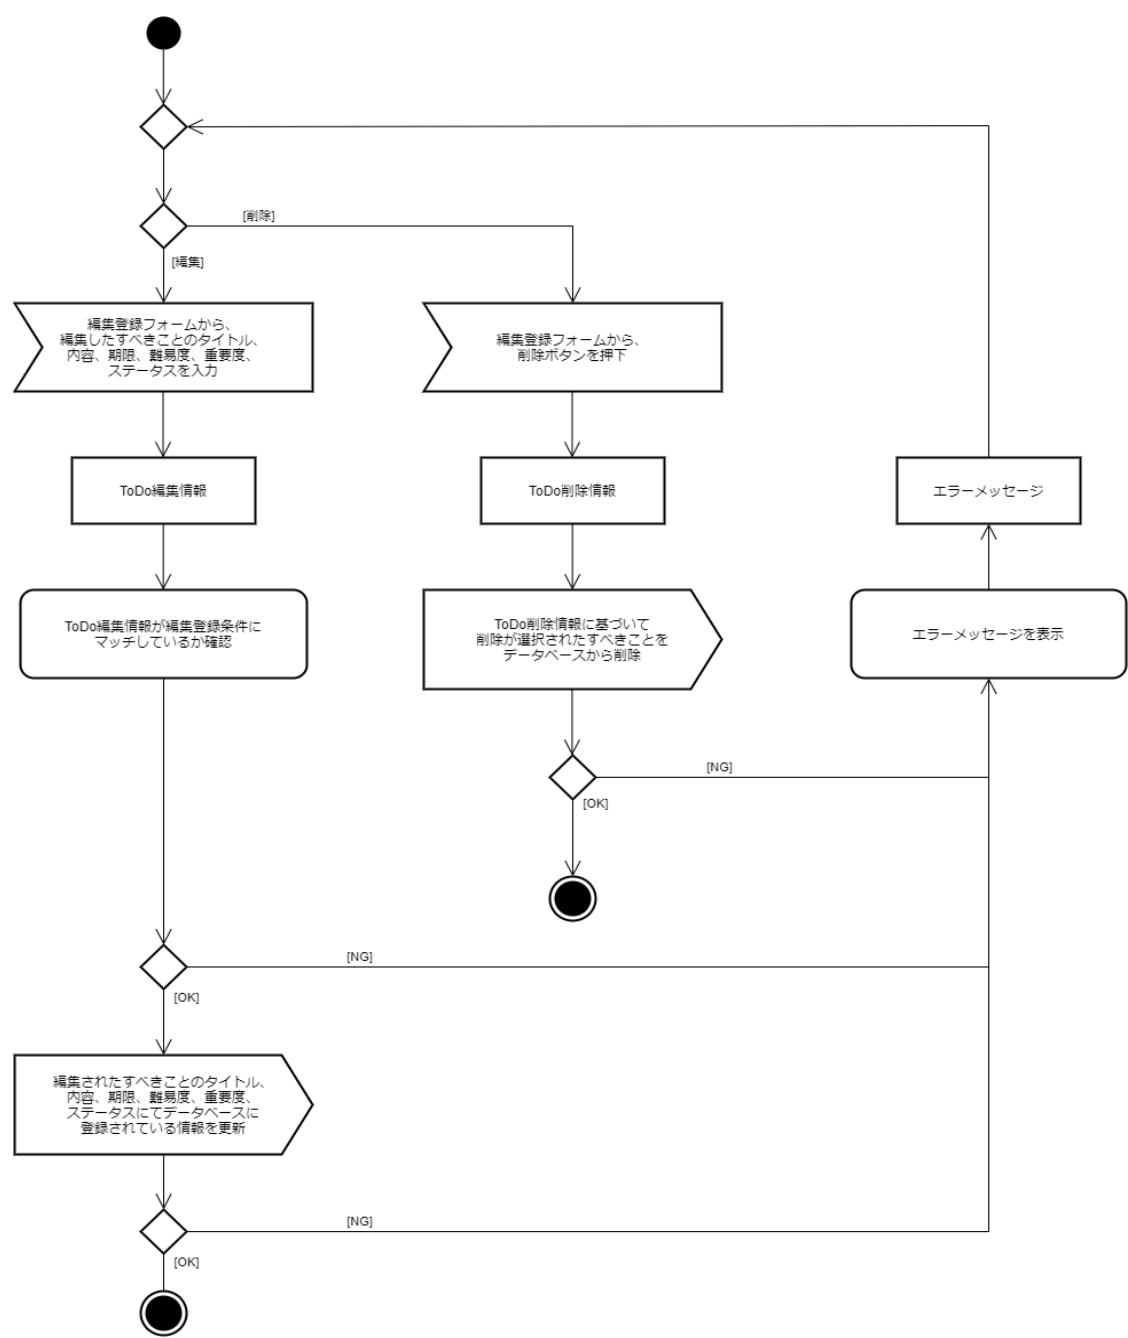 [削除]
[編集]
編集登録フォームから、
編集したすべきことのタイトル、
内容、期限、難易度、重要度、
ステータスを入力
編集登録フォームから、
削除ボタンを押下
ToDo編集情報
ToDo削除情報
エラーメッセージ
ToDo編集情報が編集登録条件に
マッチしているか確認
ToDo削除情報に基づいて
削除が選択されたすべきことを
データベースから削除
エラーメッセージを表示
[NG]
[OK]
[NG]
[OK]
編集されたすべきことのタイトル、
内容、期限、難易度、重要度、
ステータスにてデータベースに
登録されている情報を更新
[NG]
[OK]